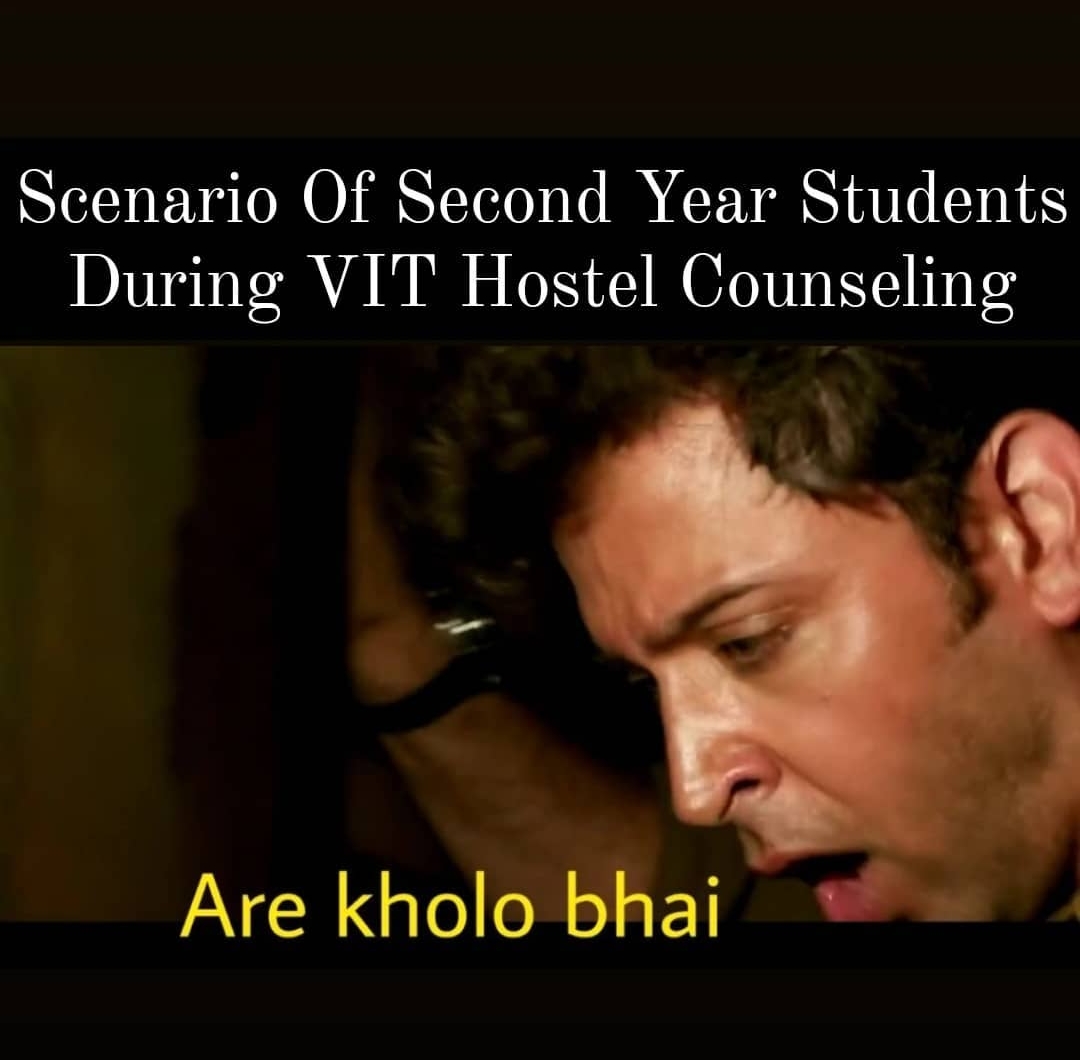 Scenario Of Second Year Students
During VIT Hostel Counseling
Are kholo bhai